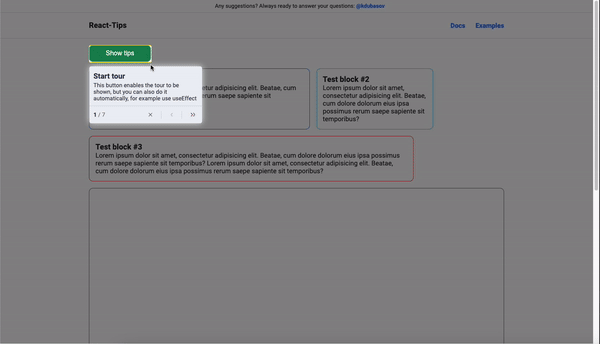 Any suggestions? Always ready to answer your questions: @kdubasov
React-Tips
Docs
Examples
Show tips
Start tour
This button enables the tour to be
shown, but you can also do it
automatically, for example use useEffect
1 / 7
tur adipisicing elit. Beatae, cum
rerum saepe sapiente sit
Test block #2
Lorem ipsum dolor sit amet,
consectetur adipisicing elit. Beatae,
cum dolore dolorum eius ipsa
possimus rerum saepe sapiente sit
temporibus?
Test block #3
Lorem ipsum dolor sit amet, consectetur adipisicing elit. Beatae, cum dolore dolorum eius ipsa possimus
rerum saepe sapiente sit temporibus? Lorem ipsum dolor sit amet, consectetur adipisicing elit. Beatae,
cum dolore dolorum eius ipsa possimus rerum saepe sapiente sit temporibus?